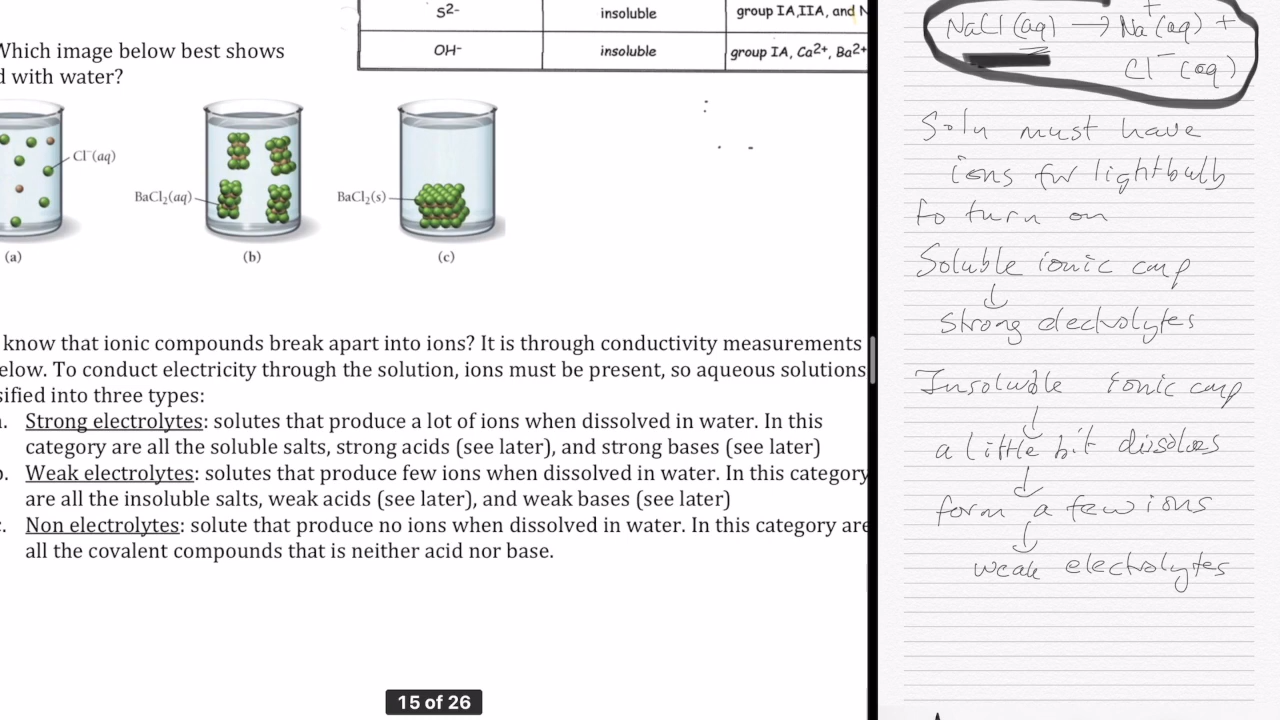 S2-
insoluble
group IA,IIA, and N
OH-
insoluble
group IA, Ca2+, Ba2+
Which image below best shows
d with water?
Cl⁻(aq)
BaCl₂(aq)
BaCl₂(s)
(a)
(b)
(c)
know that ionic compounds break apart into ions? It is through conductivity measurements
elow. To conduct electricity through the solution, ions must be present, so aqueous solutions
sified into three types:
Strong electrolytes: solutes that produce a lot of ions when dissolved in water. In this
category are all the soluble salts, strong acids (see later), and strong bases (see later)
Weak electrolytes: solutes that produce few ions when dissolved in water. In this category
are all the insoluble salts, weak acids (see later), and weak bases (see later)
Non electrolytes: solute that produce no ions when dissolved in water. In this category are
all the covalent compounds that is neither acid nor base.
15 of 26
NaCl (aq) → Na⁺(aq) +
Cl⁻ (aq)
Soln must have
ions for lightbulb
to turn on
Soluble ionic comp
↓
Strong electrolytes
Insoluble ionic comp
↓
a little bit dissolves
↓
form a few ions
↓
weak electrolytes